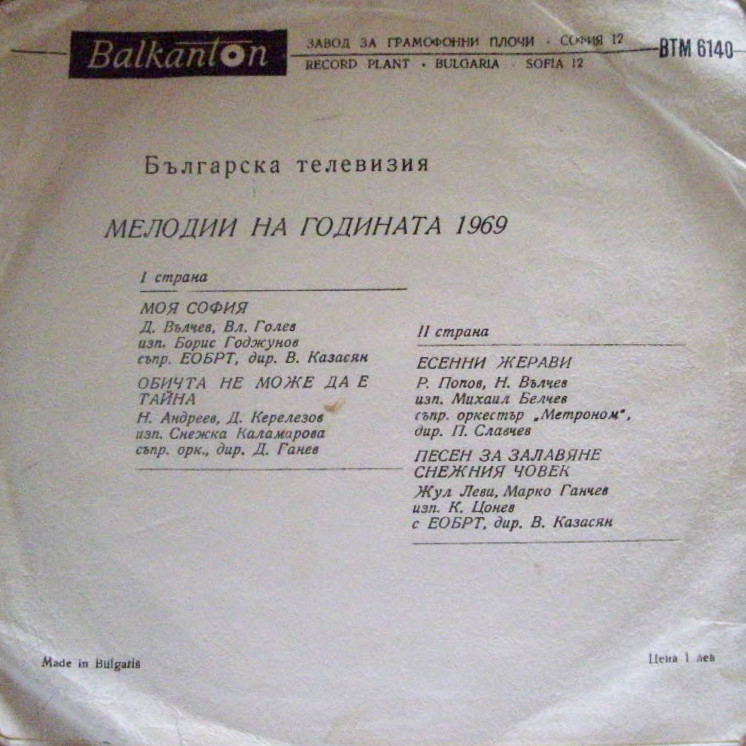 Balkanton
ЗАВОД ЗА ГРАМОФОННИ ПЛОЧИ · СОФИЯ 12
RECORD PLANT · BULGARIA · SOFIA 12
ВТМ 6140
Българска телевизия
МЕЛОДИИ НА ГОДИНАТА 1969
I страна
МОЯ СОФИЯ
Д. Вълчев, Вл. Голев
изп. Борис Годжунов
съпр. ЕОБРТ, дир. В. Казасян
ОБИЧТА НЕ МОЖЕ ДА Е
ТАЙНА
Н. Андреев, Д. Керелезов
изп. Снежка Каламарова
съпр. орк., дир. Д. Ганев
II страна
ЕСЕННИ ЖЕРАВИ
Р. Попов, Н. Вълчев
изп. Михаил Белчев
съпр. оркестър „Метроном",
дир. П. Славчев
ПЕСЕН ЗА ЗАЛАВЯНЕ
СНЕЖНИЯ ЧОВЕК
Жул Леви, Марко Ганчев
изп. К. Цонев
с ЕОБРТ, дир. В. Казасян
Made in Bulgaria
Цена 1 лев